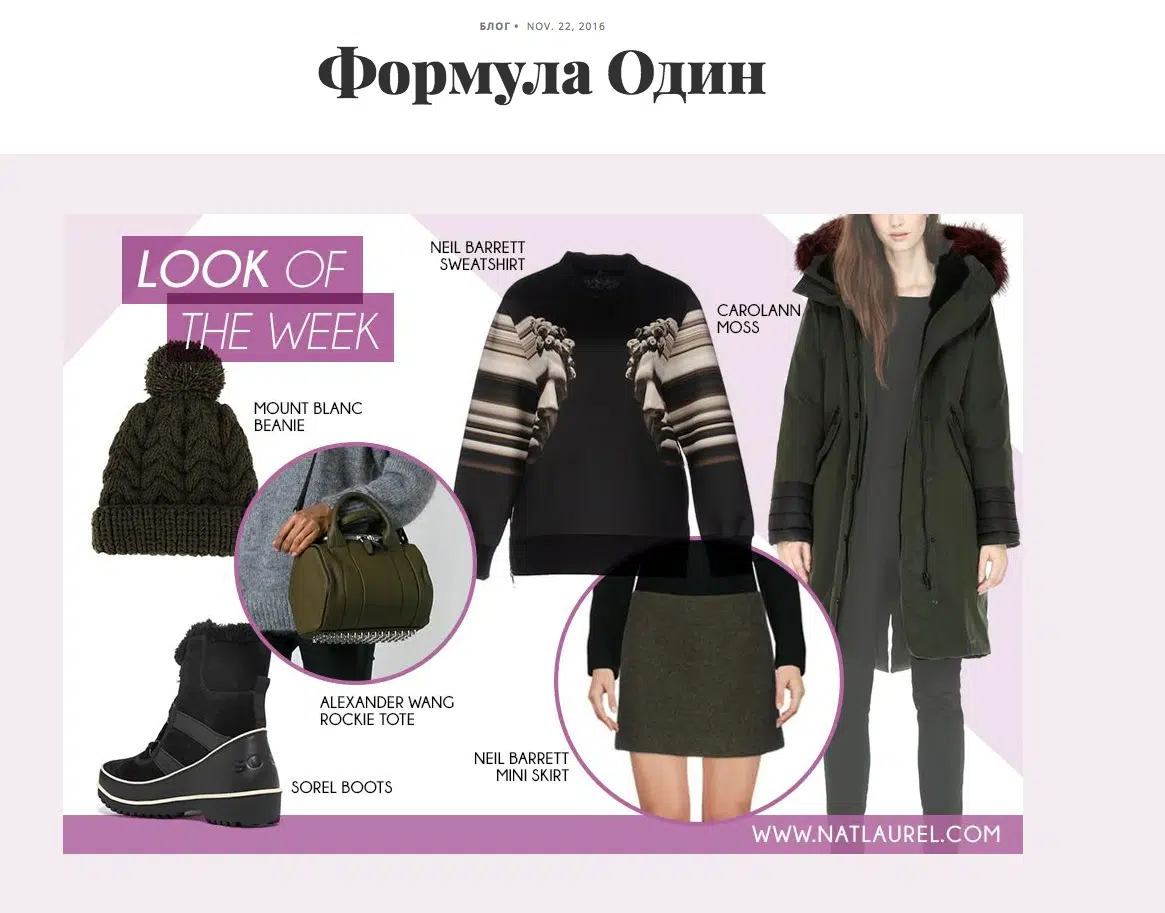 БЛОГ • NOV. 22, 2016
Формула Один
LOOK OF
THE WEEK
NEIL BARRETT
SWEATSHIRT
CAROLANN
MOSS
MOUNT BLANC
BEANIE
ALEXANDER WANG
ROCKIE TOTE
NEIL BARRETT
MINI SKIRT
SOREL BOOTS
WWW.NATLAUREL.COM